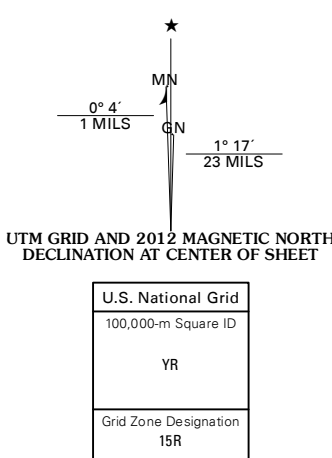 MN
0° 4´
1 MILS
GN
1° 17´
23 MILS
UTM GRID AND 2012 MAGNETIC NORTH
DECLINATION AT CENTER OF SHEET
U.S. National Grid
100,000-m Square ID
YR
Grid Zone Designation
15R